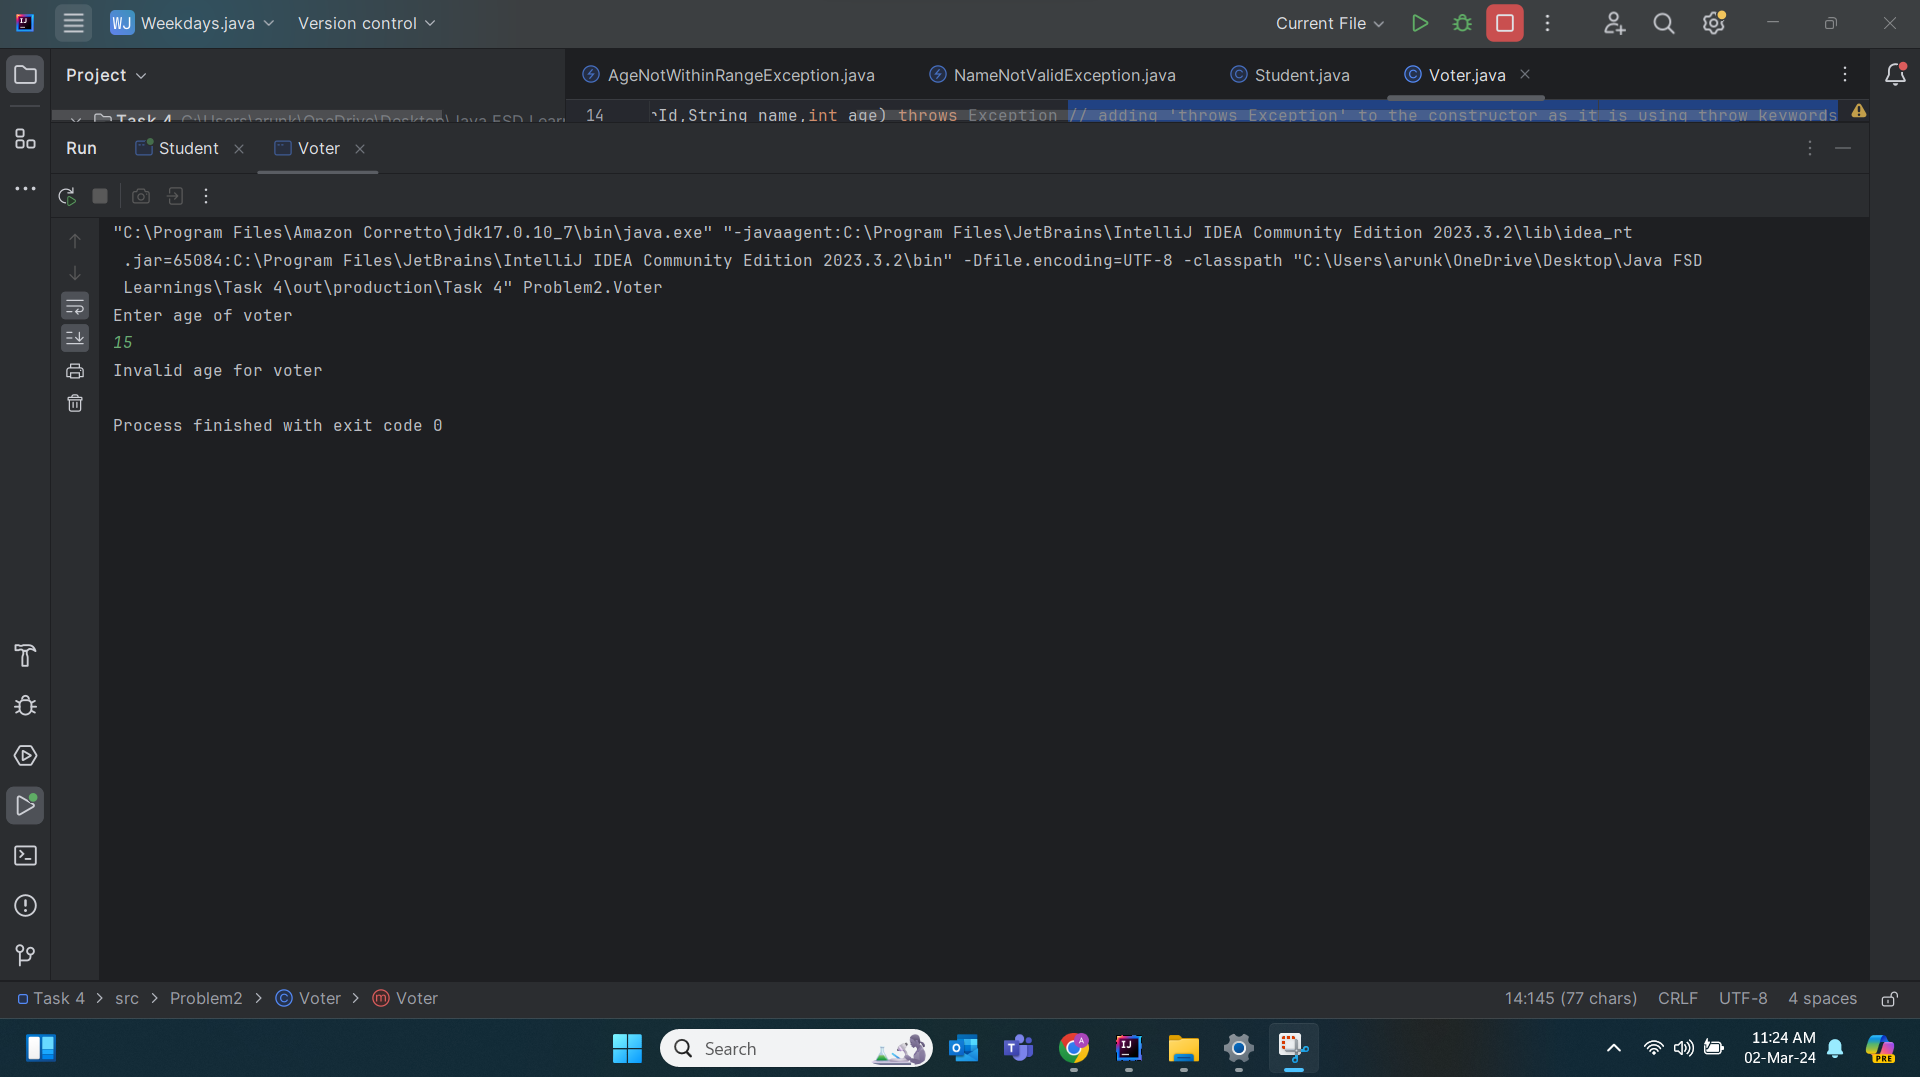 WJ Weekdays.java Version control Current File
Project AgeNotWithinRangeException.java NameNotValidException.java Student.java Voter.java
Task 4 C:\Users\arunk\OneDrive\Desktop\Java FSD Lear 14 rId,String name,int age) throws Exception // adding 'throws Exception' to the constructor as it is using throw keywords
Run Student Voter
"C:\Program Files\Amazon Corretto\jdk17.0.10_7\bin\java.exe" "-javaagent:C:\Program Files\JetBrains\IntelliJ IDEA Community Edition 2023.3.2\lib\idea_rt
.jar=65084:C:\Program Files\JetBrains\IntelliJ IDEA Community Edition 2023.3.2\bin" -Dfile.encoding=UTF-8 -classpath "C:\Users\arunk\OneDrive\Desktop\Java FSD
Learnings\Task 4\out\production\Task 4" Problem2.Voter
Enter age of voter
15
Invalid age for voter
Process finished with exit code 0
Task 4 > src > Problem2 > Voter > Voter 14:145 (77 chars) CRLF UTF-8 4 spaces
Search 11:24 AM
02-Mar-24
PRE